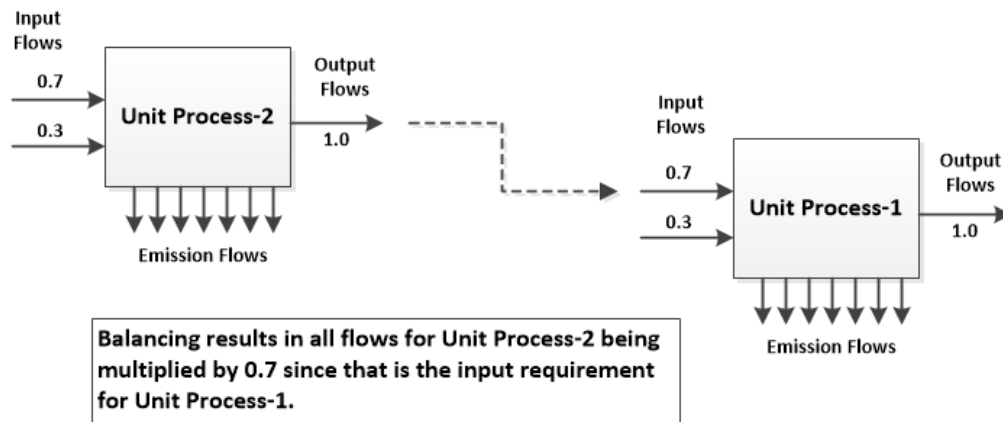 Input
Flows
0.7
0.3
Unit Process-2
Output
Flows
1.0
Emission Flows
Input
Flows
0.7
0.3
Unit Process-1
Output
Flows
1.0
Emission Flows
Balancing results in all flows for Unit Process-2 being
multiplied by 0.7 since that is the input requirement
for Unit Process-1.